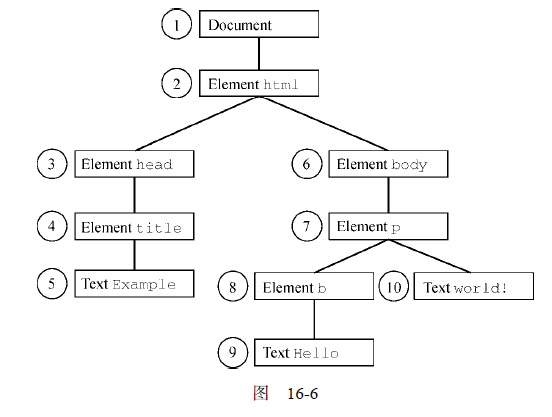 1 Document
2 Element html
3 Element head
6 Element body
4 Element title
7 Element p
5 Text Example
8 Element b
10 Text world!
9 Text Hello
图 16-6